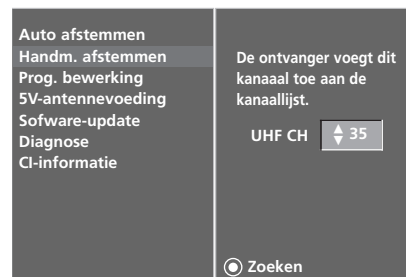 Auto afstemmen
Handm. afstemmen
Prog. bewerking
5V-antennevoeding
Sofware-update
Diagnose
CI-informatie
De ontvanger voegt dit
kanaaal toe aan de
kanaallijst.
UHF CH 35
Zoeken